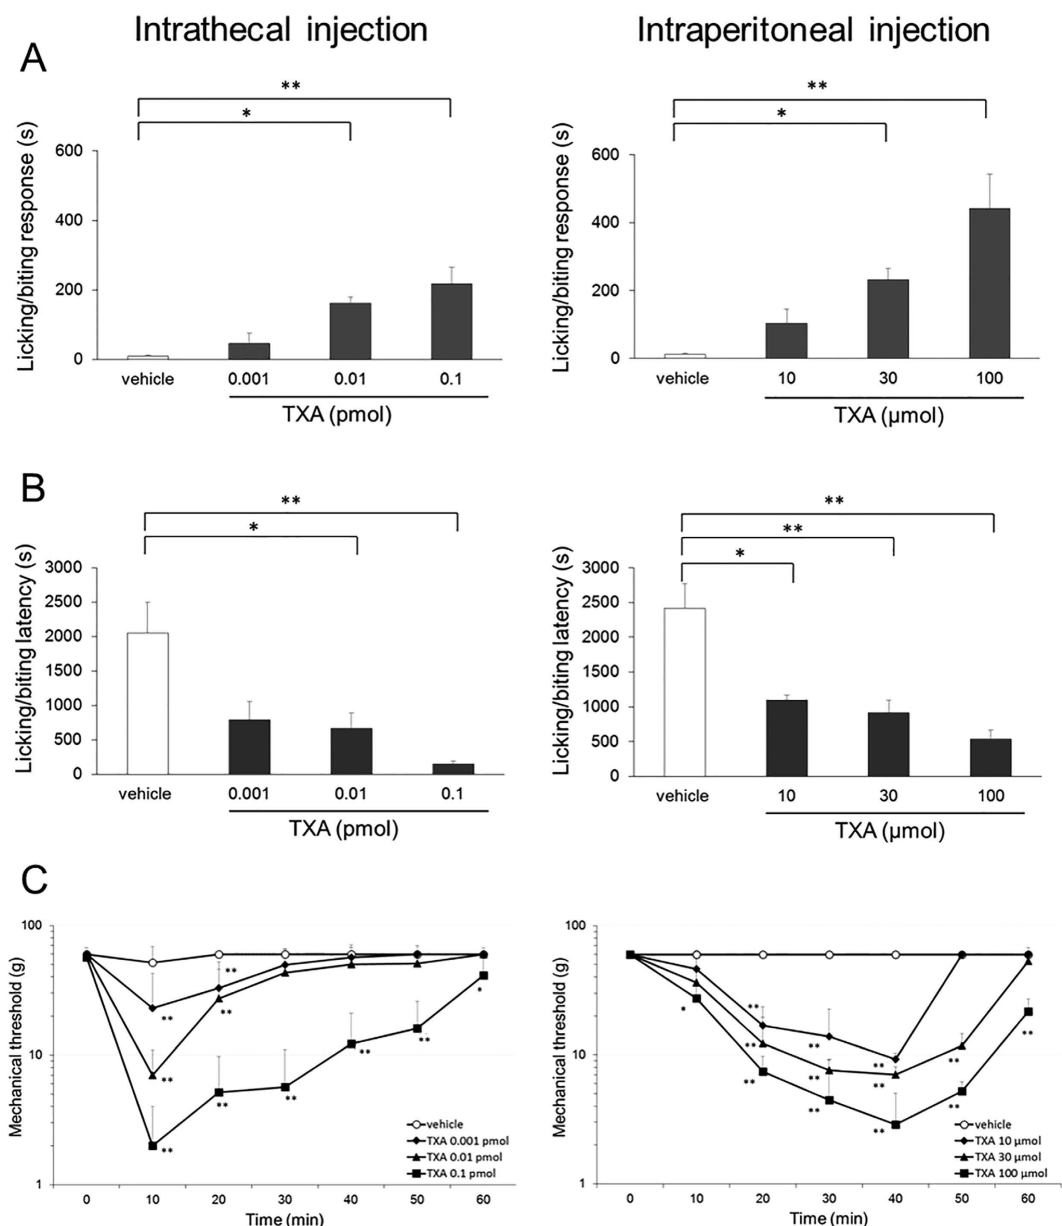 Intrathecal injection
Intraperitoneal injection
A
**
*
Licking/biting response (s)
600
400
200
0
vehicle
0.001
0.01
0.1
TXA (pmol)
**
*
Licking/biting response (s)
600
400
200
0
vehicle
10
30
100
TXA (µmol)
B
**
*
Licking/biting latency (s)
3000
2500
2000
1500
1000
500
0
vehicle
0.001
0.01
0.1
TXA (pmol)
**
**
*
Licking/biting latency (s)
3000
2500
2000
1500
1000
500
0
vehicle
10
30
100
TXA (µmol)
C
Mechanical threshold (g)
100
10
1
**
**
**
**
**
**
**
**
**
*
vehicle
TXA 0.001 pmol
TXA 0.01 pmol
TXA 0.1 pmol
0 10 20 30 40 50 60
Time (min)
Mechanical threshold (g)
100
10
1
*
**
**
**
**
**
**
**
**
**
**
**
**
vehicle
TXA 10 µmol
TXA 30 µmol
TXA 100 µmol
0 10 20 30 40 50 60
Time (min)